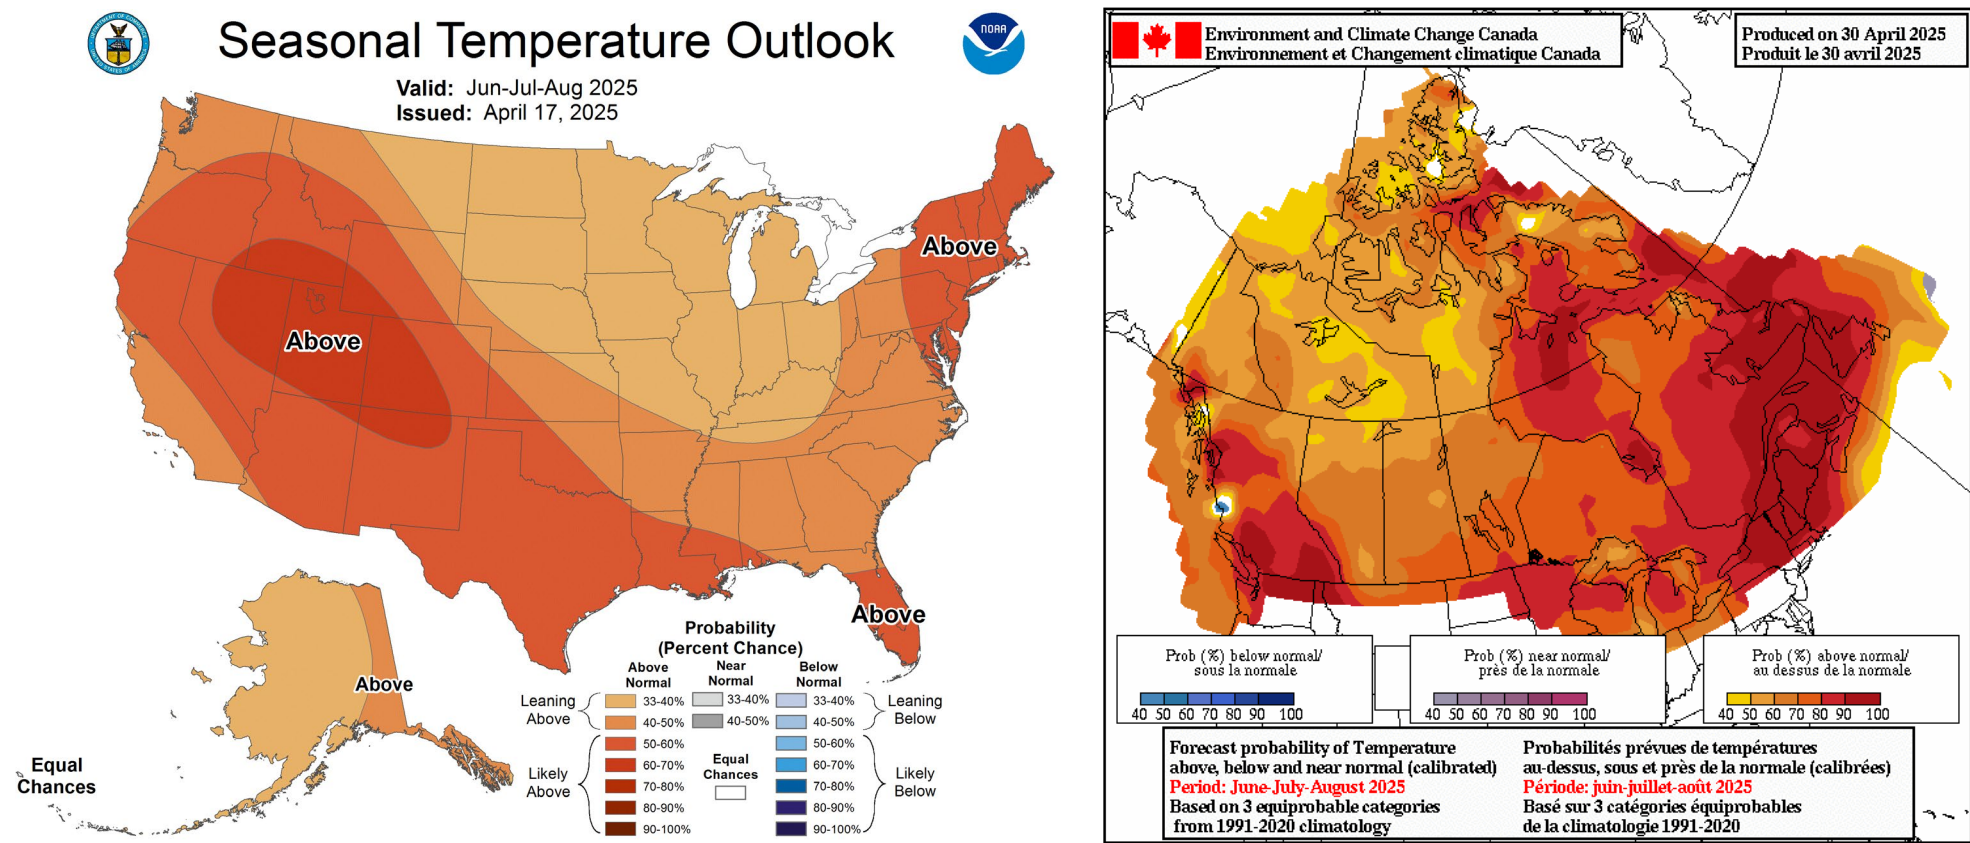 Seasonal Temperature Outlook
NOAA
Valid: Jun-Jul-Aug 2025
Issued: April 17, 2025
Above
Above
Above
Above
Equal
Chances
Probability
(Percent Chance)
Above
Normal
Near
Normal
Below
Normal
Leaning
Above
33-40%
40-50%
33-40%
40-50%
33-40%
40-50%
Leaning
Below
Likely
Above
50-60%
60-70%
70-80%
80-90%
90-100%
Equal
Chances
50-60%
60-70%
70-80%
80-90%
90-100%
Likely
Below
Environment and Climate Change Canada
Environnement et Changement climatique Canada
Produced on 30 April 2025
Produit le 30 avril 2025
Prob (%) below normal/
sous la normale
40 50 60 70 80 90 100
Prob (%) near normal/
près de la normale
40 50 60 70 80 90 100
Prob (%) above normal/
au dessus de la normale
40 50 60 70 80 90 100
Forecast probability of Temperature
above, below and near normal (calibrated)
Period: June-July-August 2025
Based on 3 equiprobable categories
from 1991-2020 climatology
Probabilités prévues de températures
au-dessus, sous et près de la normale (calibrées)
Période: juin-juillet-août 2025
Basé sur 3 catégories équiprobables
de la climatologie 1991-2020